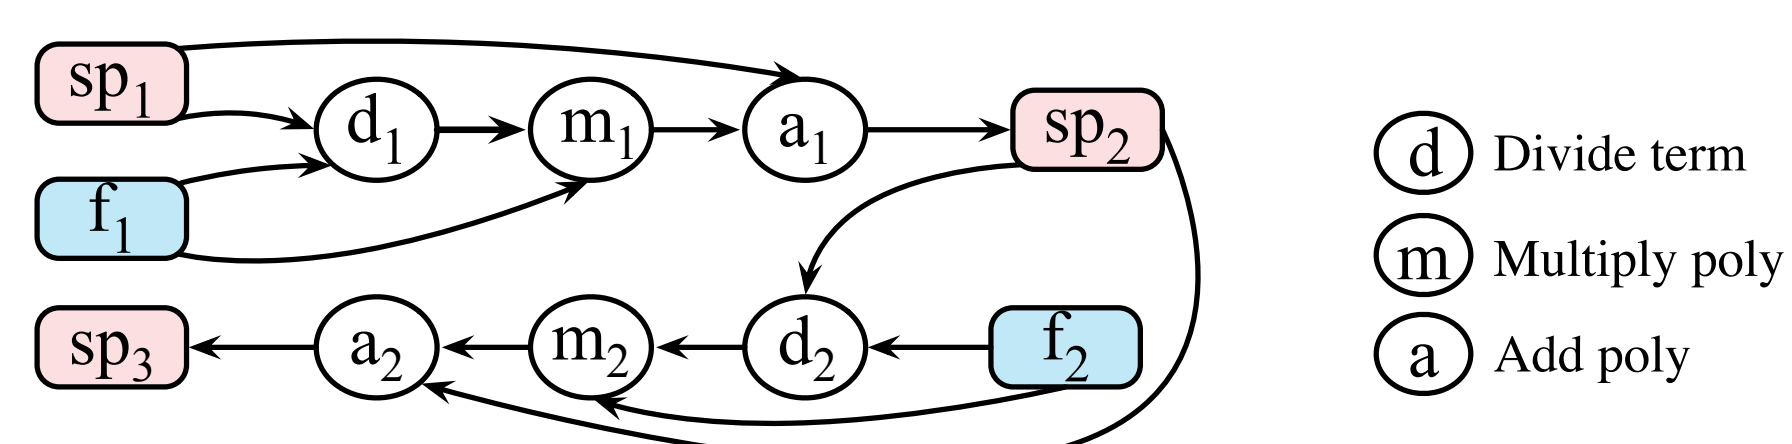 sp₁
d₁ m₁ a₁ sp₂
f₁
sp₃ a₂ m₂ d₂ f₂
d Divide term
m Multiply poly
a Add poly